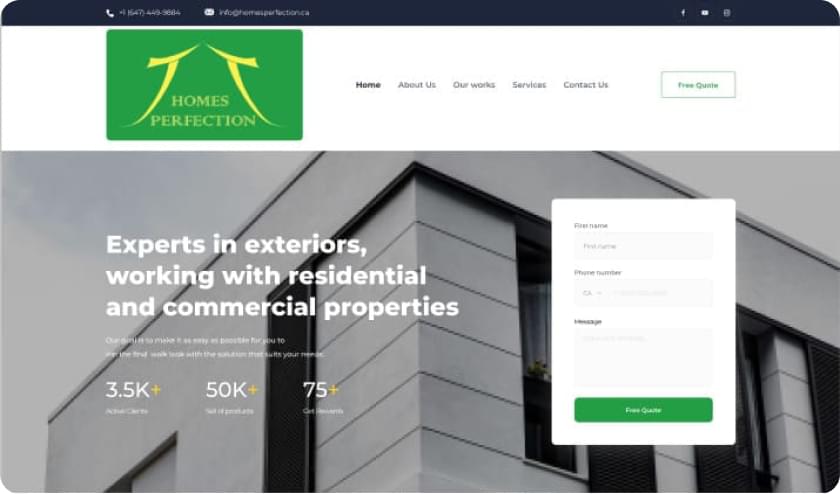 +1 (647) 449-9884 info@homesperfection.ca
HOMES
PERFECTION
Home About Us Our works Services Contact Us Free Quote
Experts in exteriors,
working with residential
and commercial properties
Our goal is to make it as easy as possible for you to
the final walk look with the solution that suits your needs.
3.5K+ 50K+ 75+
Active Clients Sell of products Get Rewards
First name
First name
Phone number
CA
Message
Free Quote